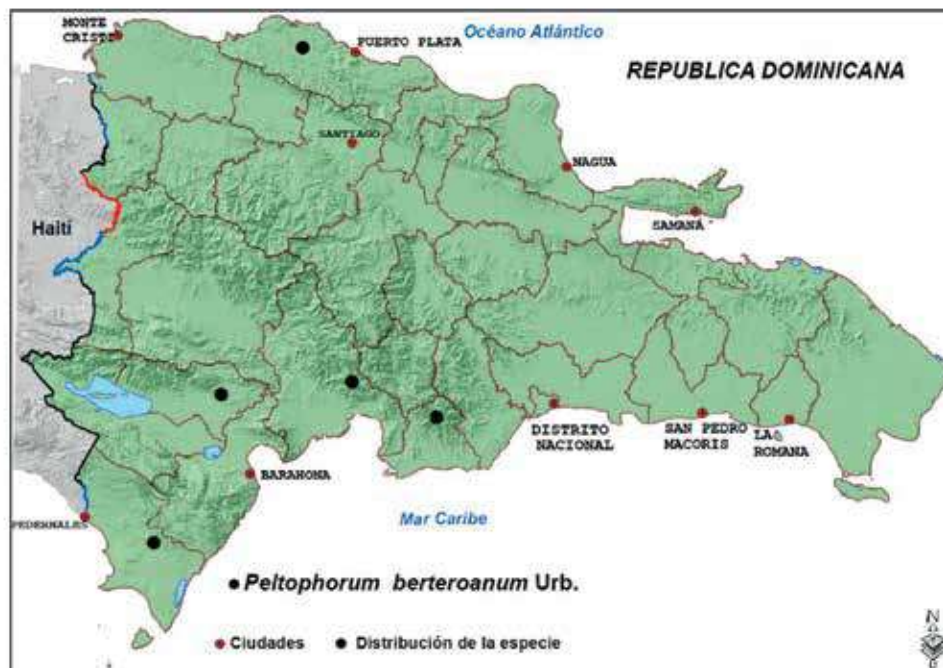 MONTE
CRISTI
Océano Atlántico
PUERTO PLATA
REPUBLICA DOMINICANA
SANTIAGO
NAGUA
Haití
SAMANÁ
DISTRITO
NACIONAL
SAN PEDRO
MACORIS
LA
ROMANA
BARAHONA
PEDERNALES
Mar Caribe
Peltophorum berteroanum Urb.
Ciudades
Distribución de la especie
N